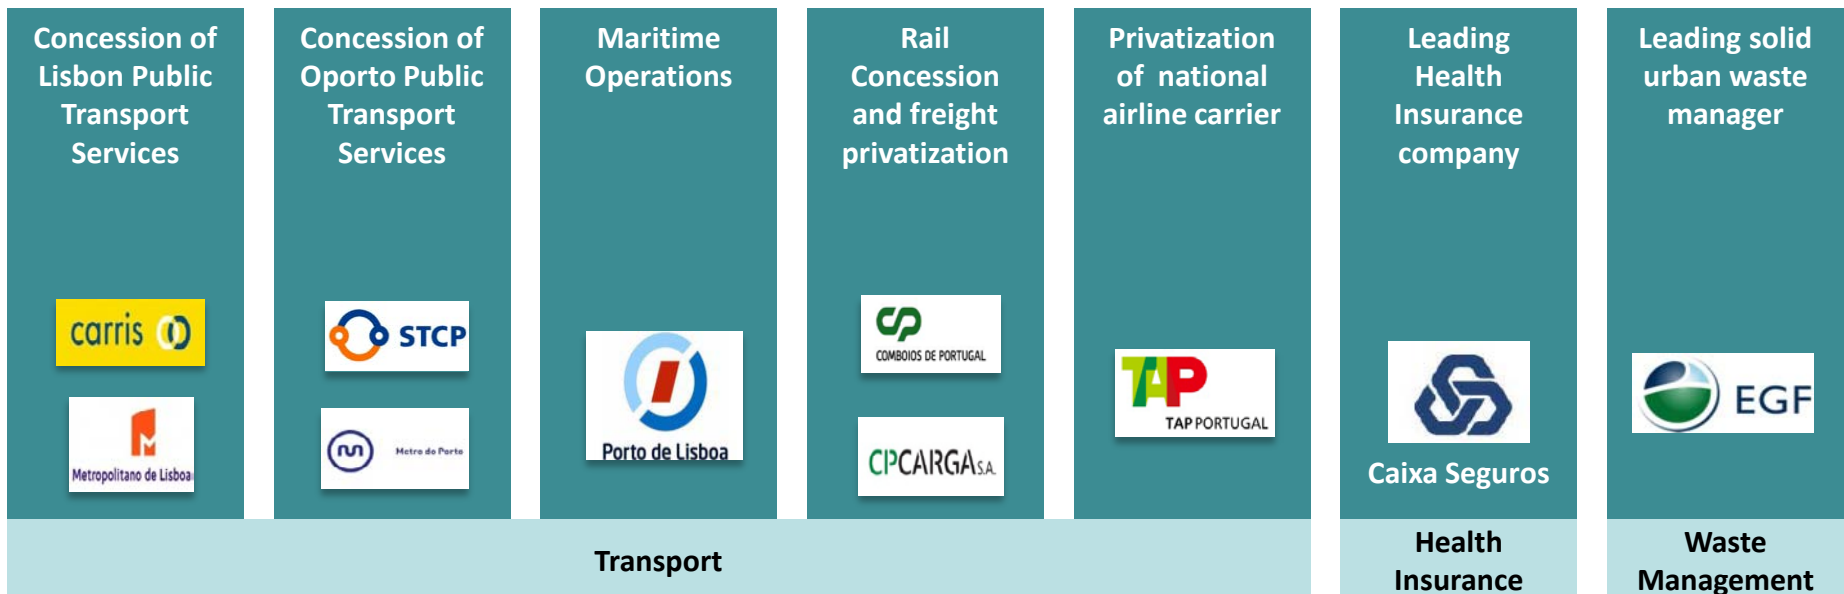 Concession of
Lisbon Public
Transport
Services
carris
Metropolitano de Lisboa
Concession of
Oporto Public
Transport
Services
STCP
Metro do Porto
Maritime
Operations
Porto de Lisboa
Rail
Concession
and freight
privatization
cp
COMBOIOS DE PORTUGAL
CPCARGA S.A.
Privatization
of national
airline carrier
TAP
TAP PORTUGAL
Leading
Health
Insurance
company
Caixa Seguros
Leading solid
urban waste
manager
EGF
Transport
Health
Insurance
Waste
Management